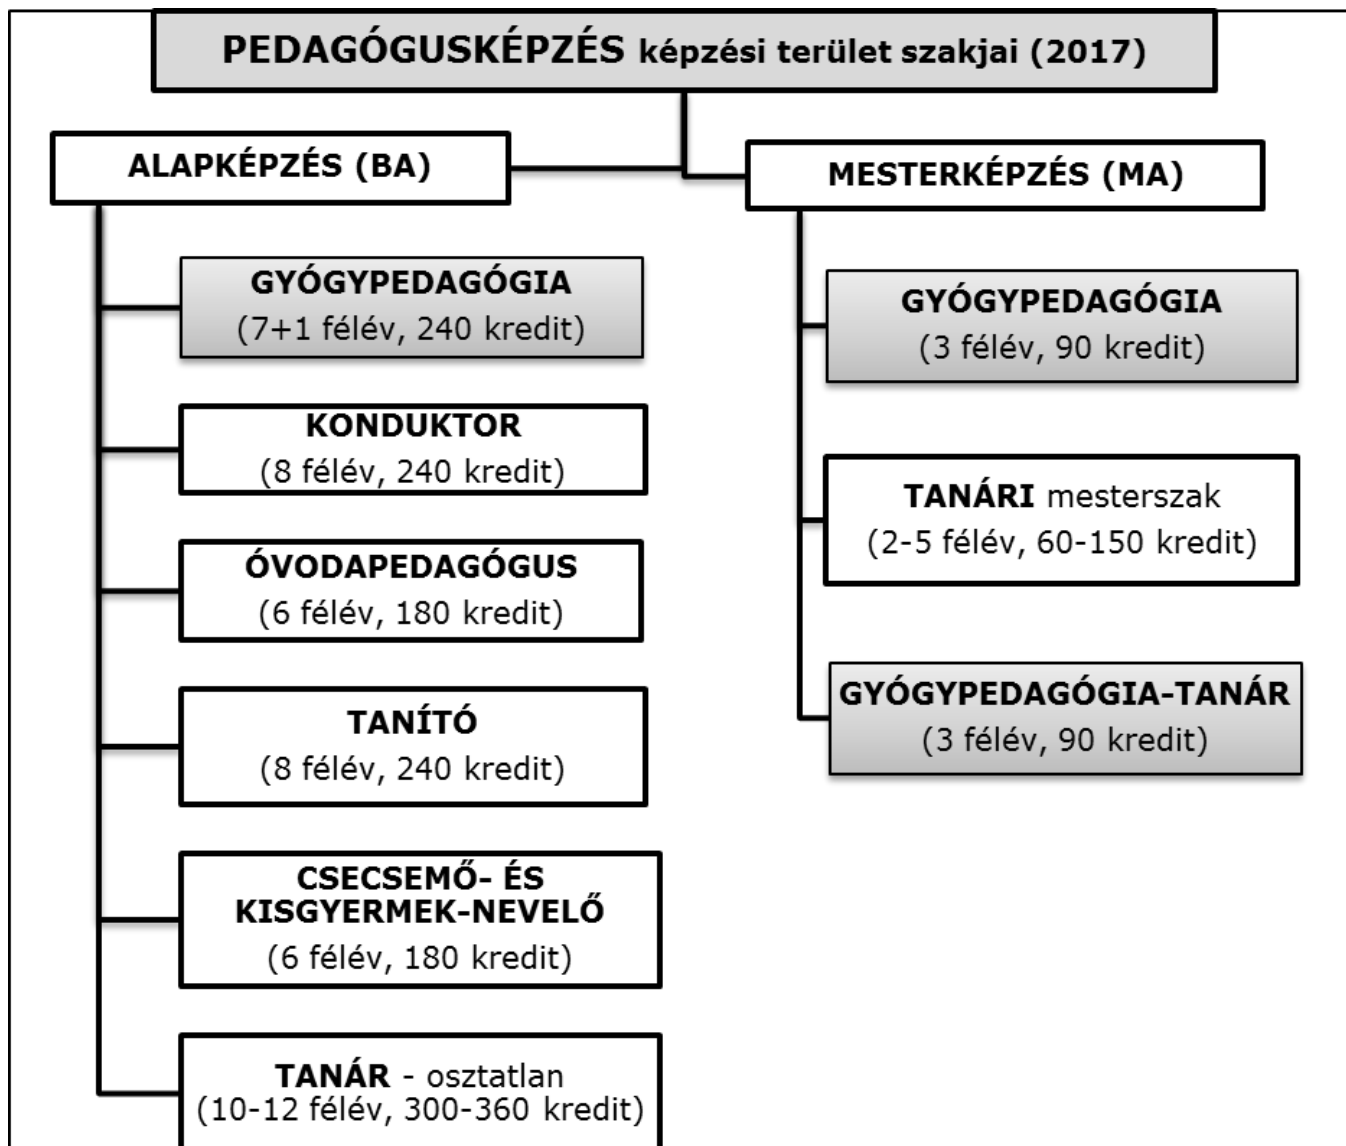 PEDAGÓGUSKÉPZÉS képzési terület szakjai (2017)
ALAPKÉPZÉS (BA)
GYÓGYPEDAGÓGIA
(7+1 félév, 240 kredit)
KONDUKTOR
(8 félév, 240 kredit)
ÓVODAPEDAGÓGUS
(6 félév, 180 kredit)
TANÍTÓ
(8 félév, 240 kredit)
CSECSEMŐ- ÉS
KISGYERMEK-NEVELŐ
(6 félév, 180 kredit)
TANÁR - osztatlan
(10-12 félév, 300-360 kredit)
MESTERKÉPZÉS (MA)
GYÓGYPEDAGÓGIA
(3 félév, 90 kredit)
TANÁRI mesterszak
(2-5 félév, 60-150 kredit)
GYÓGYPEDAGÓGIA-TANÁR
(3 félév, 90 kredit)